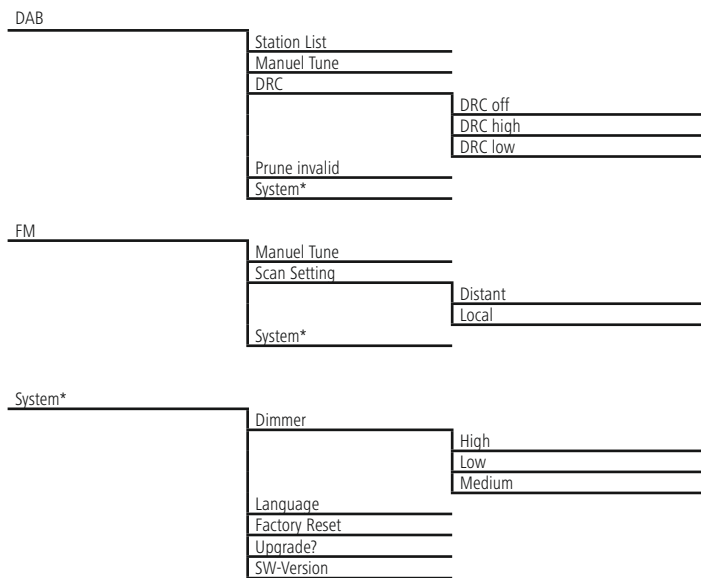 DAB
Station List
Manuel Tune
DRC
DRC off
DRC high
DRC low
Prune invalid
System*
FM
Manuel Tune
Scan Setting
Distant
Local
System*
System*
Dimmer
High
Low
Medium
Language
Factory Reset
Upgrade?
SW-Version